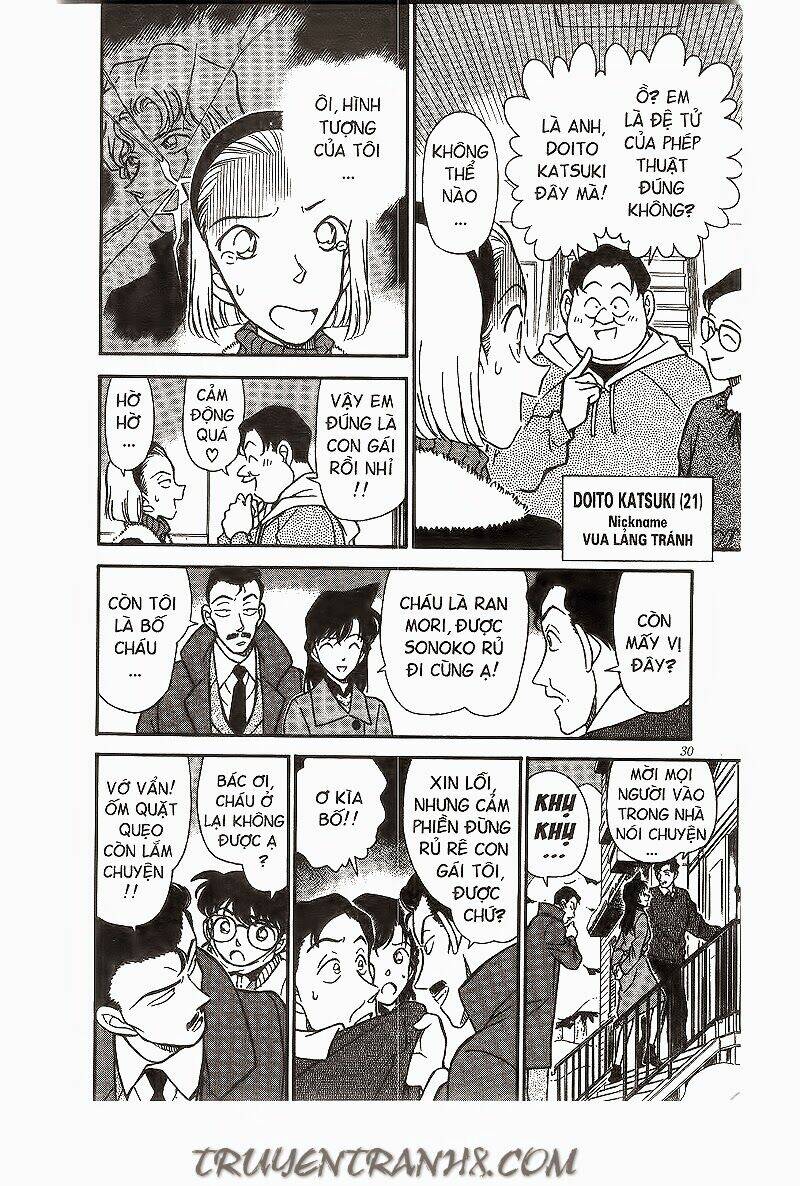 Ồ? EM
LÀ ĐỆ TỬ
CỦA PHÉP
THUẬT
ĐÚNG
KHÔNG?
LÀ ANH,
DOITO
KATSUKI
ĐÂY MÀ!
KHÔNG
THỂ
NÀO
...
DOITO KATSUKI (21)
Nickname
VUA LẢNG TRÁNH
ÔI, HÌNH
TƯỢNG
CỦA TÔI
...
VẬY EM
ĐÚNG LÀ
CON GÁI
RỒI NHỈ
!!
CẢM
ĐỘNG
QUÁ
♡
HỜ
HỜ
...
CÒN
MẤY VỊ
ĐÂY?
CHÁU LÀ RAN
MORI, ĐƯỢC
SONOKO RỦ
ĐI CÙNG Ạ!
CÒN TÔI
LÀ BỐ
CHÁU
...
30
MỜI MỌI
NGƯỜI VÀO
TRONG NHÀ
NÓI CHUYỆN
...
KHỤ
KHỤ
...
XIN LỖI,
NHƯNG CẢM
PHIỀN ĐỪNG
RỦ RÊ CON
GÁI TÔI,
ĐƯỢC
CHỨ?
Ơ KÌA
BỐ!!
BÁC ƠI,
CHÁU Ở
LẠI KHÔNG
ĐƯỢC Ạ
?
VỚ VẨN!
ỐM QUẶT
QUẸO
CÒN LẮM
CHUYỆN
!!
TRUYENTRANH8.COM